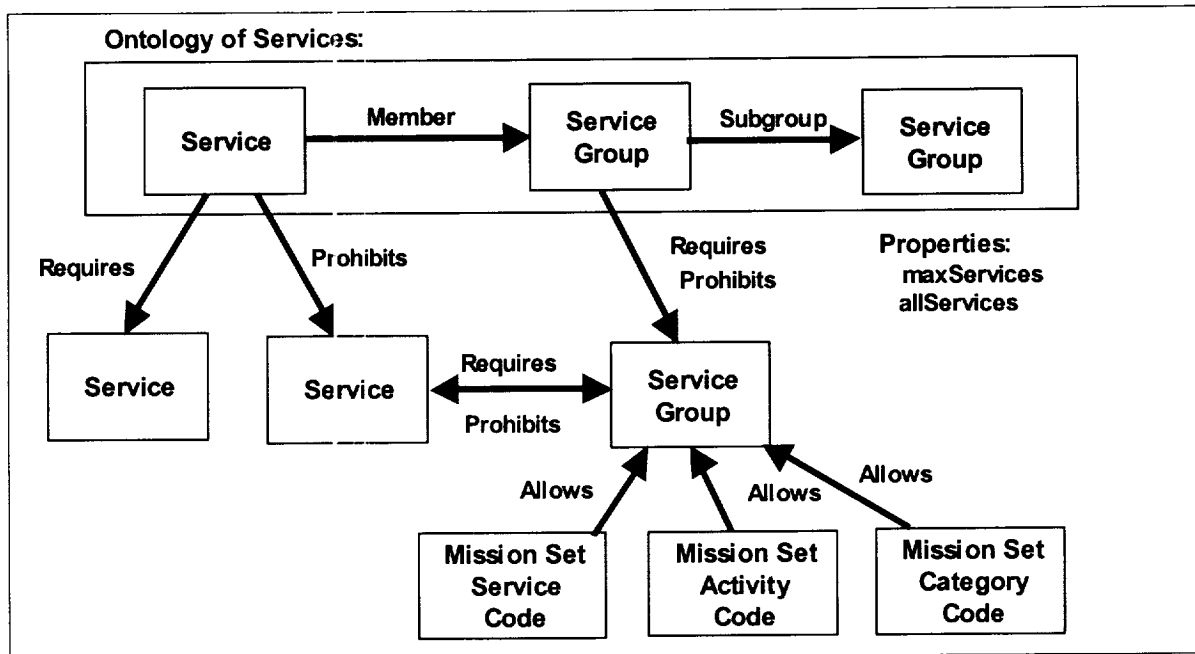 Ontology of Services:
Service
Member
Service
Group
Subgroup
Service
Group
Requires
Prohibits
Requires
Prohibits
Properties:
maxServices
allServices
Service
Service
Requires
Prohibits
Service
Group
Allows
Allows
Allows
Mission Set
Service
Code
Mission Set
Activity
Code
Mission Set
Category
Code